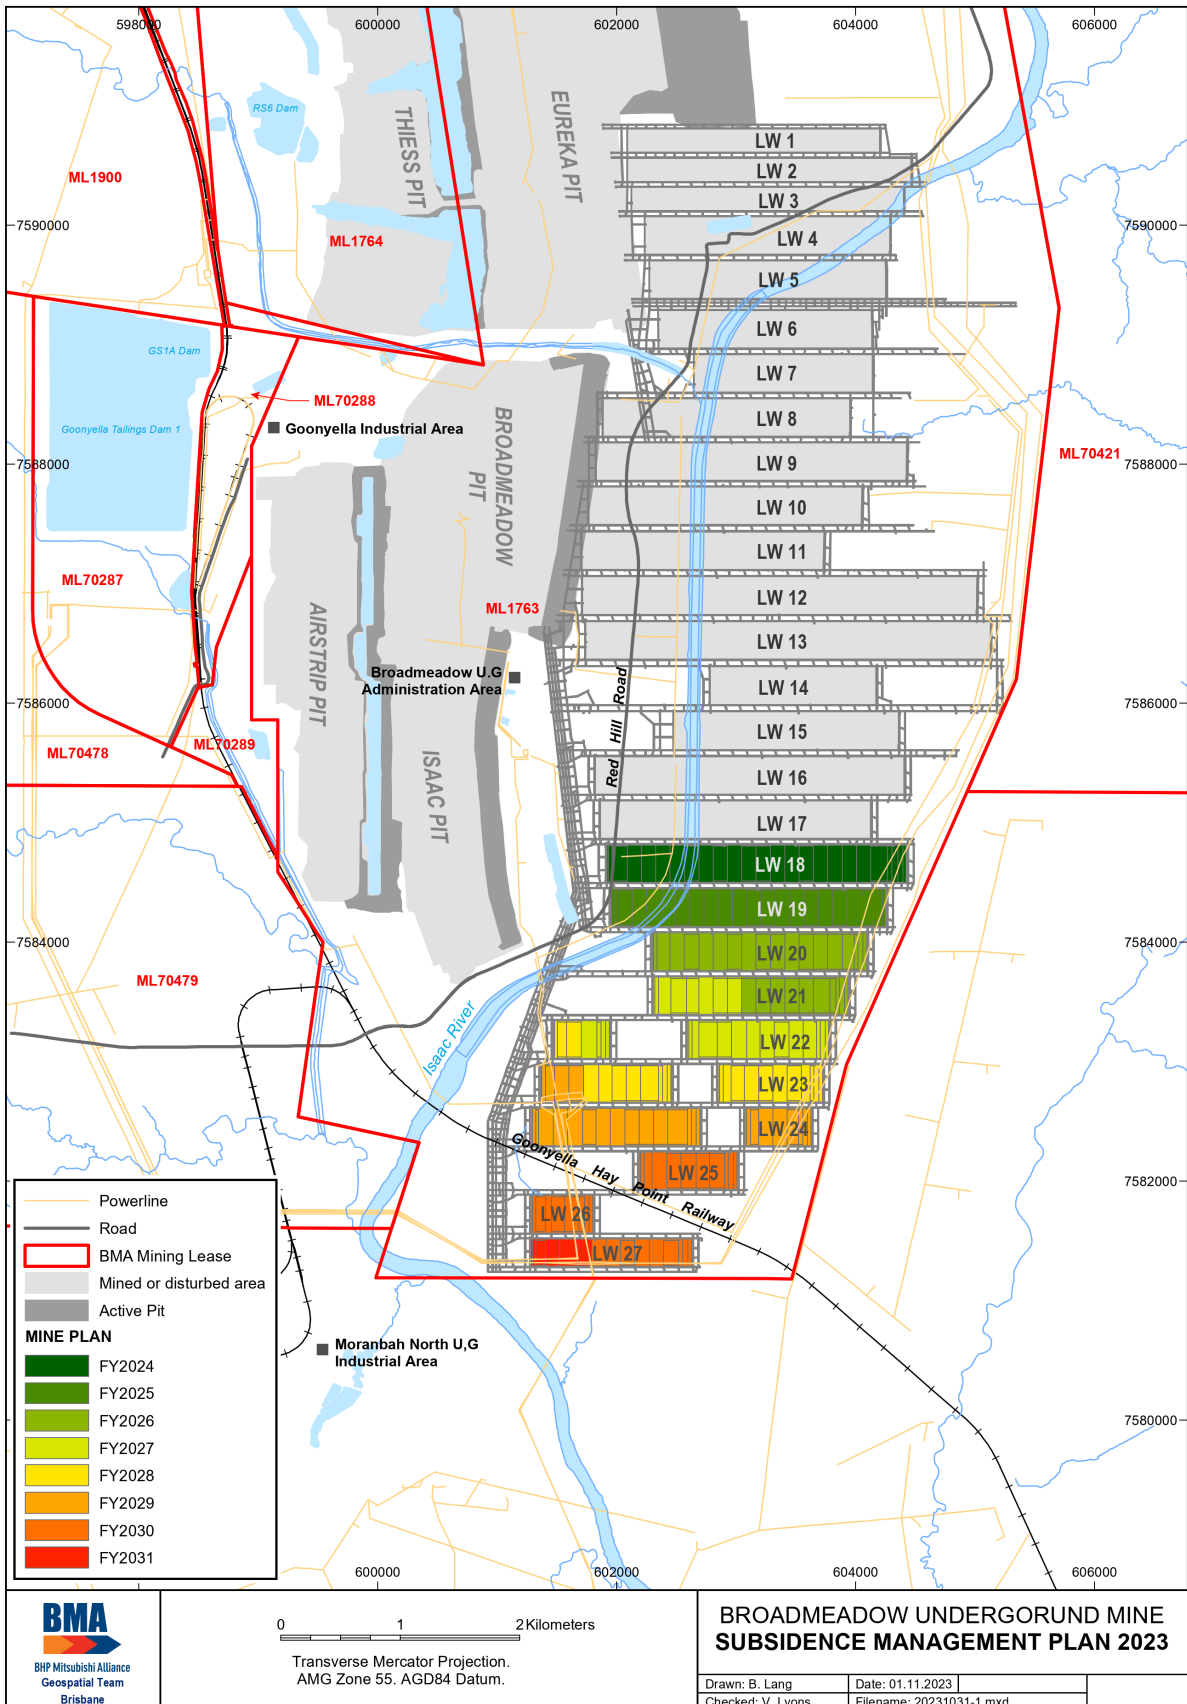 598000
600000
602000
604000
606000
RS6 Dam
THIESS PIT
EUREKA PIT
LW 1
LW 2
LW 3
LW 4
LW 5
LW 6
LW 7
LW 8
LW 9
LW 10
LW 11
LW 12
LW 13
LW 14
LW 15
LW 16
LW 17
LW 18
LW 19
LW 20
LW 21
LW 22
LW 23
LW 24
LW 25
LW 26
LW 27
ML1900
7590000
7590000
ML1764
GS1A Dam
ML70288
Goonyella Tailings Dam 1
Goonyella Industrial Area
BROADMEADOW
PIT
ML70421
7588000
7588000
ML70287
ML1763
AIRSTRIP PIT
Broadmeadow U.G
Administration Area
Red Hill Road
7586000
7586000
ML70478
ML70289
ISAAC PIT
7584000
7584000
ML70479
Isaac River
Goonyella Hay Point Railway
7582000
Powerline
Road
BMA Mining Lease
Mined or disturbed area
Active Pit
MINE PLAN
FY2024
FY2025
FY2026
FY2027
FY2028
FY2029
FY2030
FY2031
Moranbah North U,G
Industrial Area
7580000
600000
602000
604000
606000
BMA
BHP Mitsubishi Alliance
Geospatial Team
Brisbane
0
1
2 Kilometers
Transverse Mercator Projection.
AMG Zone 55. AGD84 Datum.
BROADMEADOW UNDERGORUND MINE
SUBSIDENCE MANAGEMENT PLAN 2023
Drawn: B. Lang
Date: 01.11.2023
Checked: V. Lyons
Filename: 20231031-1.mxd